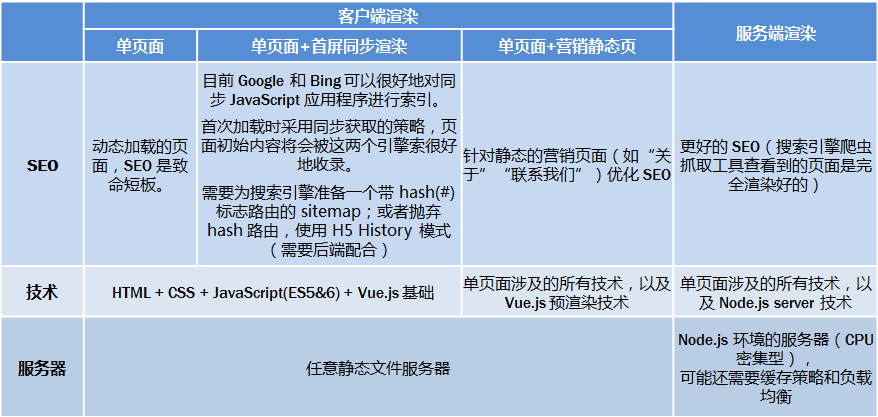 客户端渲染
服务端渲染
单页面
单页面+首屏同步渲染
单页面+营销静态页
SEO
动态加载的页
面，SEO 是致
命短板。
目前 Google 和 Bing 可以很好地对同
步 JavaScript 应用程序进行索引。
首次加载时采用同步获取的策略，页
面初始内容将会被这两个引擎索很好
地收录。
需要为搜索引擎准备一个带 hash(#)
标志路由的 sitemap；或者抛弃
hash 路由，使用 H5 History 模式
（需要后端配合）
针对静态的营销页面（如“关
于”“联系我们”）优化 SEO
更好的 SEO（搜索引擎爬虫
抓取工具查看到的页面是完
全渲染好的）
技术
HTML + CSS + JavaScript(ES5&6) + Vue.js 基础
单页面涉及的所有技术，以及
Vue.js 预渲染技术
单页面涉及的所有技术，以
及 Node.js server 技术
服务器
任意静态文件服务器
Node.js 环境的服务器（CPU
密集型），
可能还需要缓存策略和负载
均衡